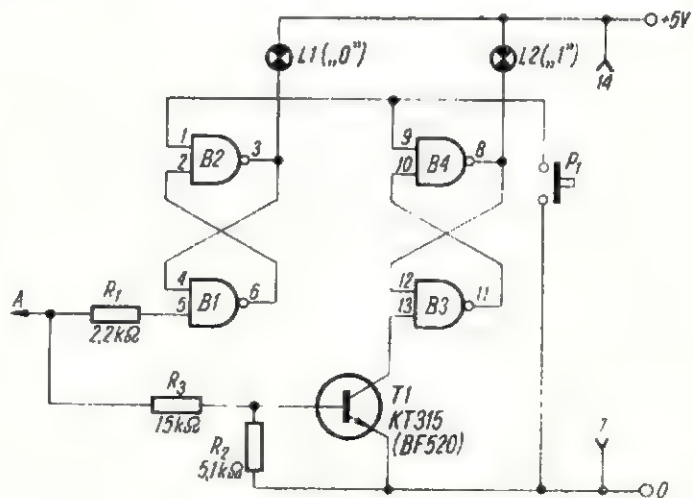 +5V
L1 („0”)
L2 („1”)
14
1
2
B2
3
9
10
B4
8
P1
4
5
B1
6
12
13
B3
11
A
R1
2,2kΩ
R3
15kΩ
R2
5,1kΩ
T1
KT315
(BF520)
7
0